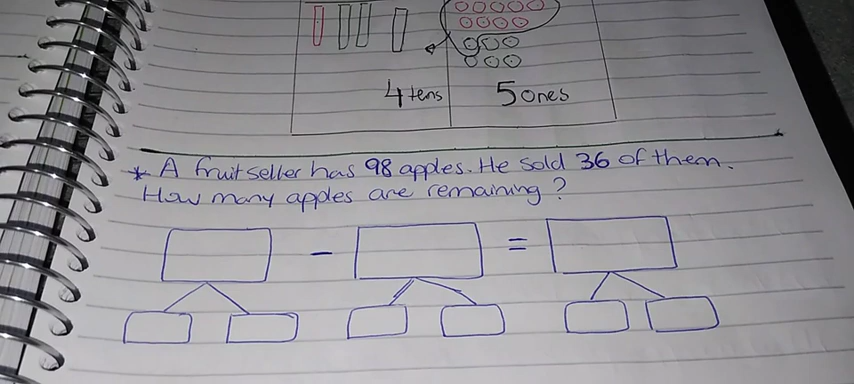 4 tens 5 ones
* A fruit seller has 98 apples. He sold 36 of them.
How many apples are remaining ?
- =